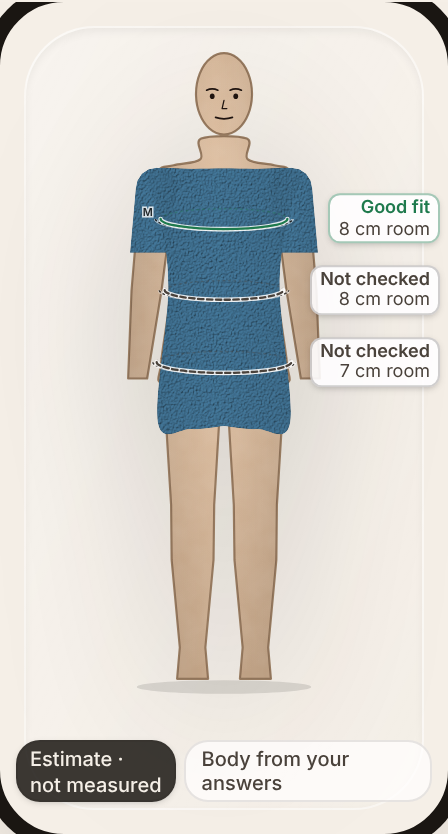 M
Good fit
8 cm room
Not checked
8 cm room
Not checked
7 cm room
Estimate ·
not measured
Body from your
answers